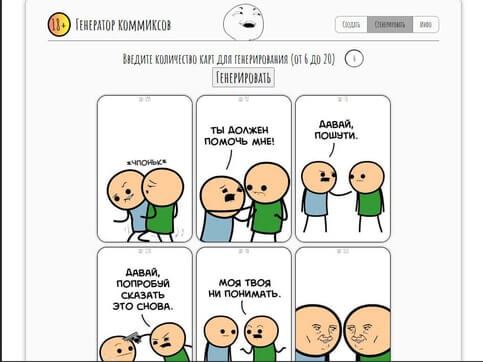 18+ Генератор коммиксов
Создать Сгенерировать Инфо
Введите количество карт для генерирования (от 6 до 20) 6
Генерировать
*ЧПОНЬК*
ТЫ ДОЛЖЕН
ПОМОЧЬ МНЕ!
ДАВАЙ,
ПОШУТИ.
ДАВАЙ,
ПОПРОБУЙ
СКАЗАТЬ
ЭТО СНОВА.
МОЯ ТВОЯ
НИ ПОНИМАТЬ.